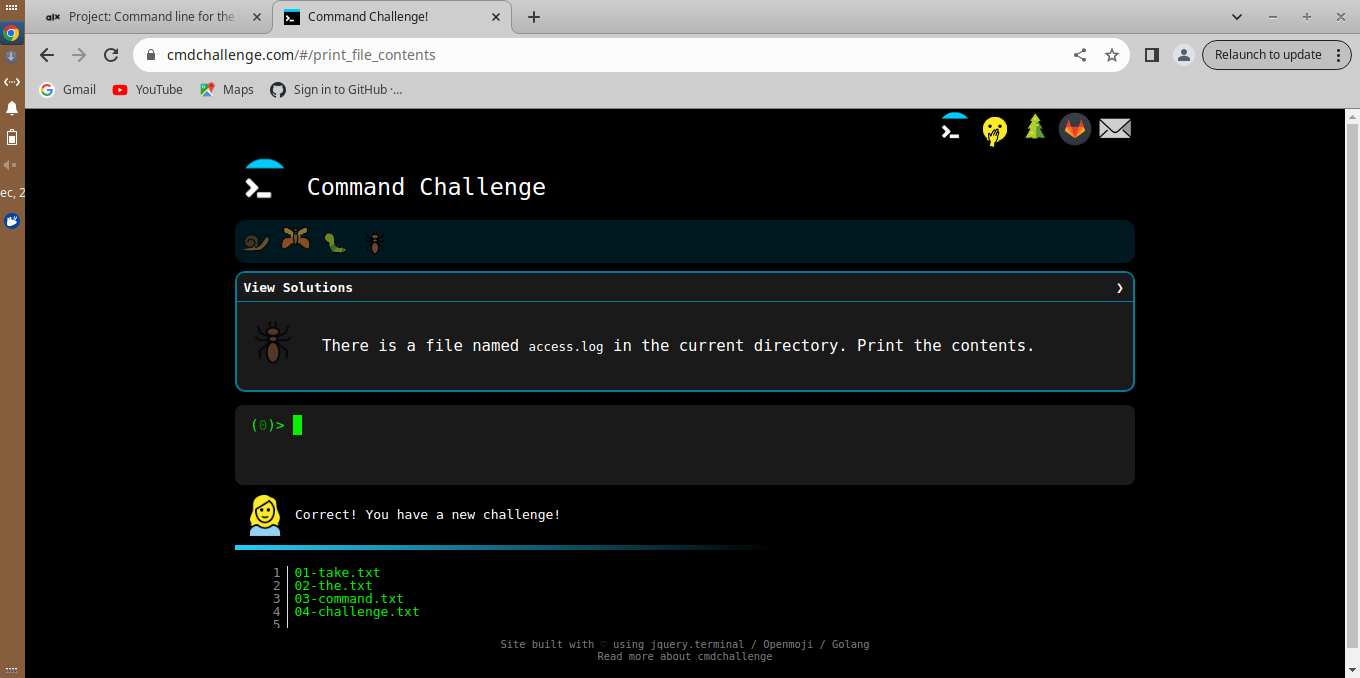 alx Project: Command line for the
Command Challenge!
cmdchallenge.com/#/print_file_contents
Relaunch to update
Gmail
YouTube
Maps
Sign in to GitHub ·...
ec, 2
Command Challenge
View Solutions
There is a file named access.log in the current directory. Print the contents.
(0)>
Correct! You have a new challenge!
1 01-take.txt
2 02-the.txt
3 03-command.txt
4 04-challenge.txt
5
Site built with ♡ using jquery.terminal / Openmoji / Golang
Read more about cmdchallenge